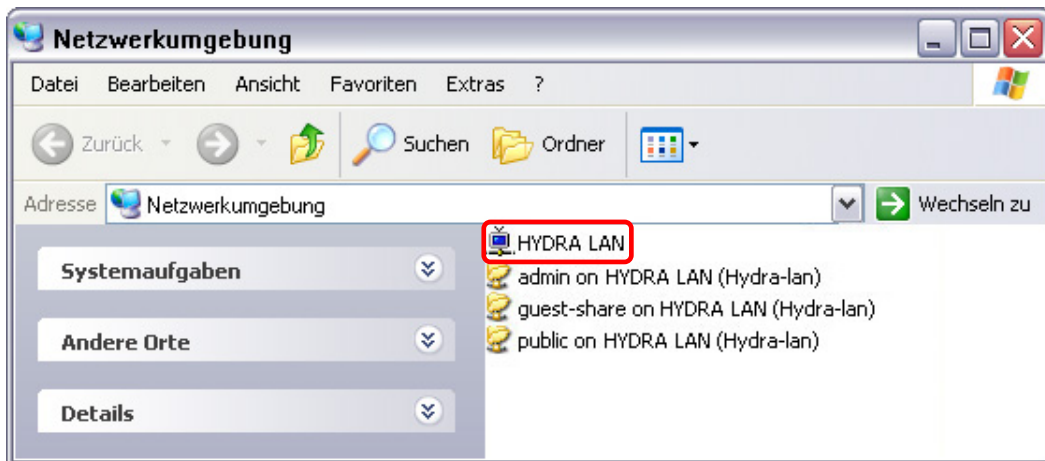 Netzwerkumgebung
Datei Bearbeiten Ansicht Favoriten Extras ?
Zurück Suchen Ordner
Adresse Netzwerkumgebung Wechseln zu
HYDRA LAN
Systemaufgaben
admin on HYDRA LAN (Hydra-lan)
guest-share on HYDRA LAN (Hydra-lan)
Andere Orte
public on HYDRA LAN (Hydra-lan)
Details